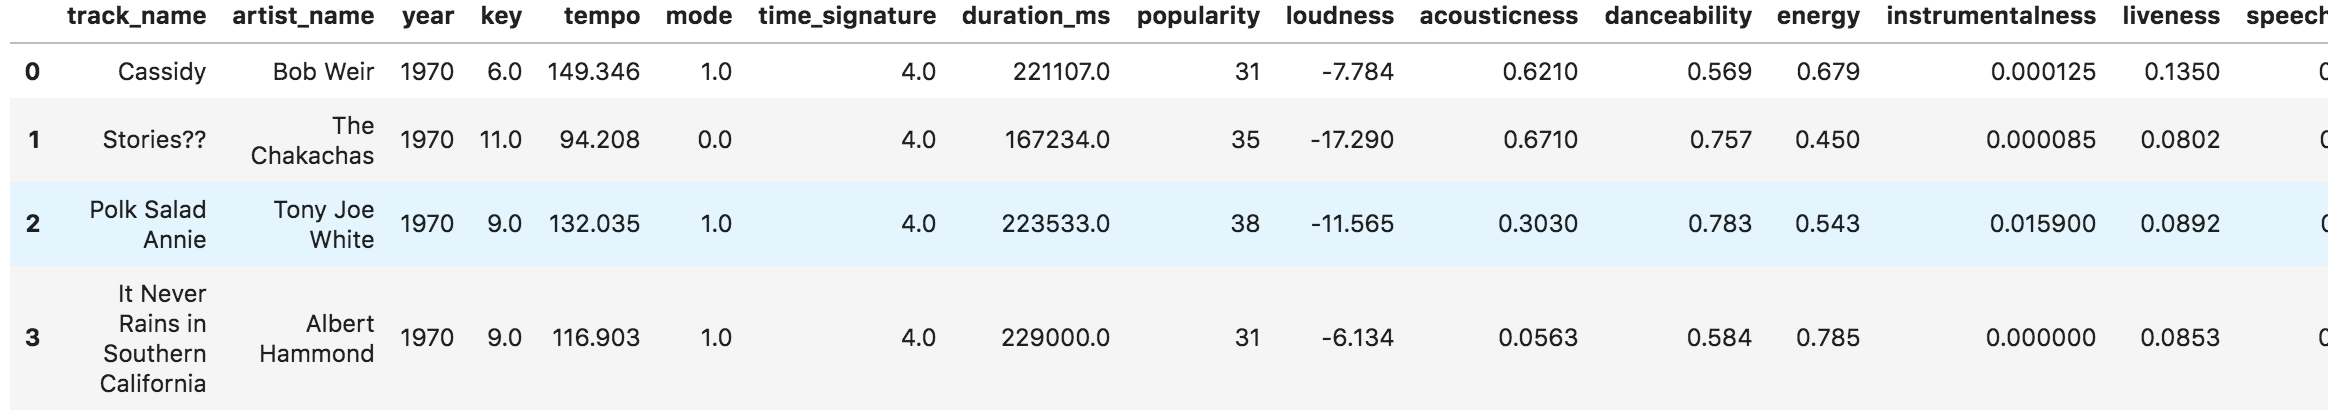 track_name artist_name year key tempo mode time_signature duration_ms popularity loudness acousticness danceability energy instrumentalness liveness speech
0 Cassidy Bob Weir 1970 6.0 149.346 1.0 4.0 221107.0 31 -7.784 0.6210 0.569 0.679 0.000125 0.1350 0
The
1 Stories?? 1970 11.0 94.208 0.0 4.0 167234.0 35 -17.290 0.6710 0.757 0.450 0.000085 0.0802 0
Chakachas
Polk Salad Tony Joe
2 1970 9.0 132.035 1.0 4.0 223533.0 38 -11.565 0.3030 0.783 0.543 0.015900 0.0892 0
Annie White
It Never
Rains in Albert
3 1970 9.0 116.903 1.0 4.0 229000.0 31 -6.134 0.0563 0.584 0.785 0.000000 0.0853 0
Southern Hammond
California